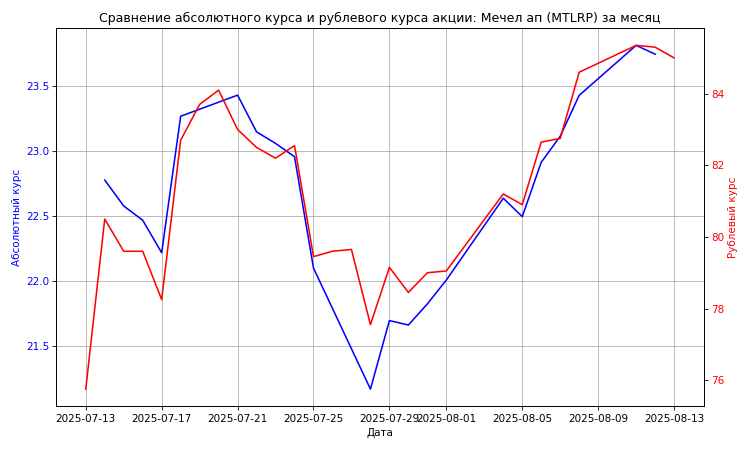 Сравнение абсолютного курса и рублевого курса акции: Мечел ап (MTLRP) за месяц
Абсолютный курс
23.5
23.0
22.5
22.0
21.5
84
82
80
78
76
Рублевый курс
2025-07-13 2025-07-17 2025-07-21 2025-07-25 2025-07-29 2025-08-01 2025-08-05 2025-08-09 2025-08-13
Дата